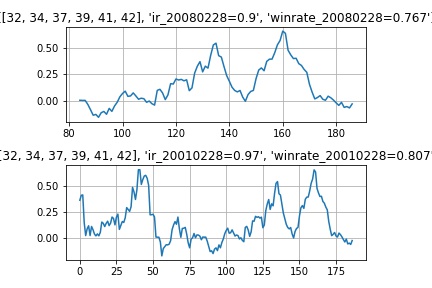 [32, 34, 37, 39, 41, 42], 'ir_20080228=0.9', 'winrate_20080228=0.767'
0.50
0.25
0.00
80 100 120 140 160 180
[32, 34, 37, 39, 41, 42], 'ir_20010228=0.97', 'winrate_20010228=0.807'
0.50
0.25
0.00
0 25 50 75 100 125 150 175